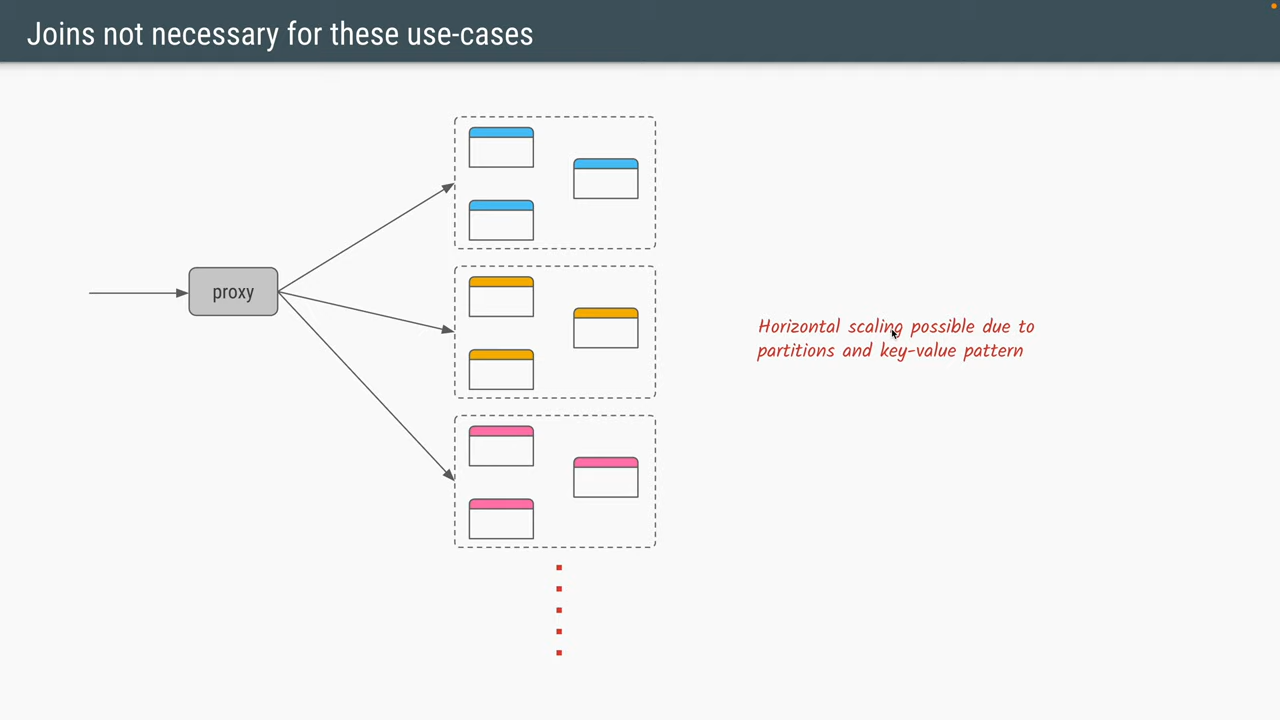 Joins not necessary for these use-cases
proxy
Horizontal scaling possible due to
partitions and key-value pattern